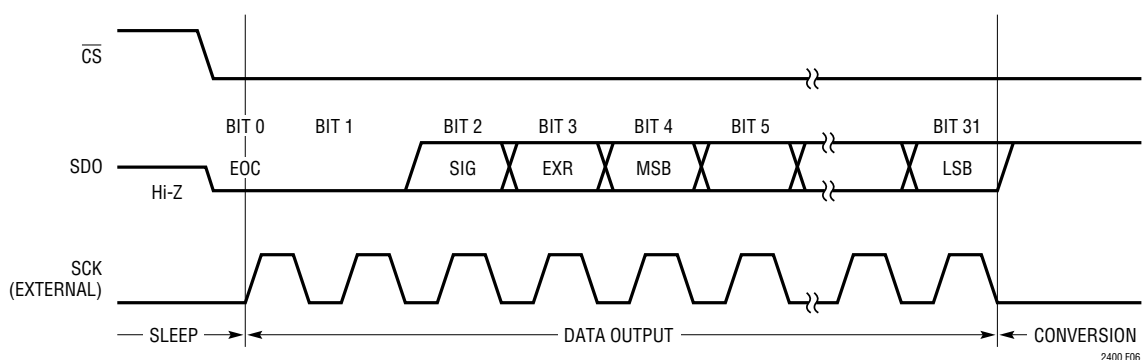 CS
BIT 0 BIT 1 BIT 2 BIT 3 BIT 4 BIT 5 BIT 31
SDO EOC SIG EXR MSB LSB
Hi-Z
SCK
(EXTERNAL)
SLEEP DATA OUTPUT CONVERSION
2400 F06